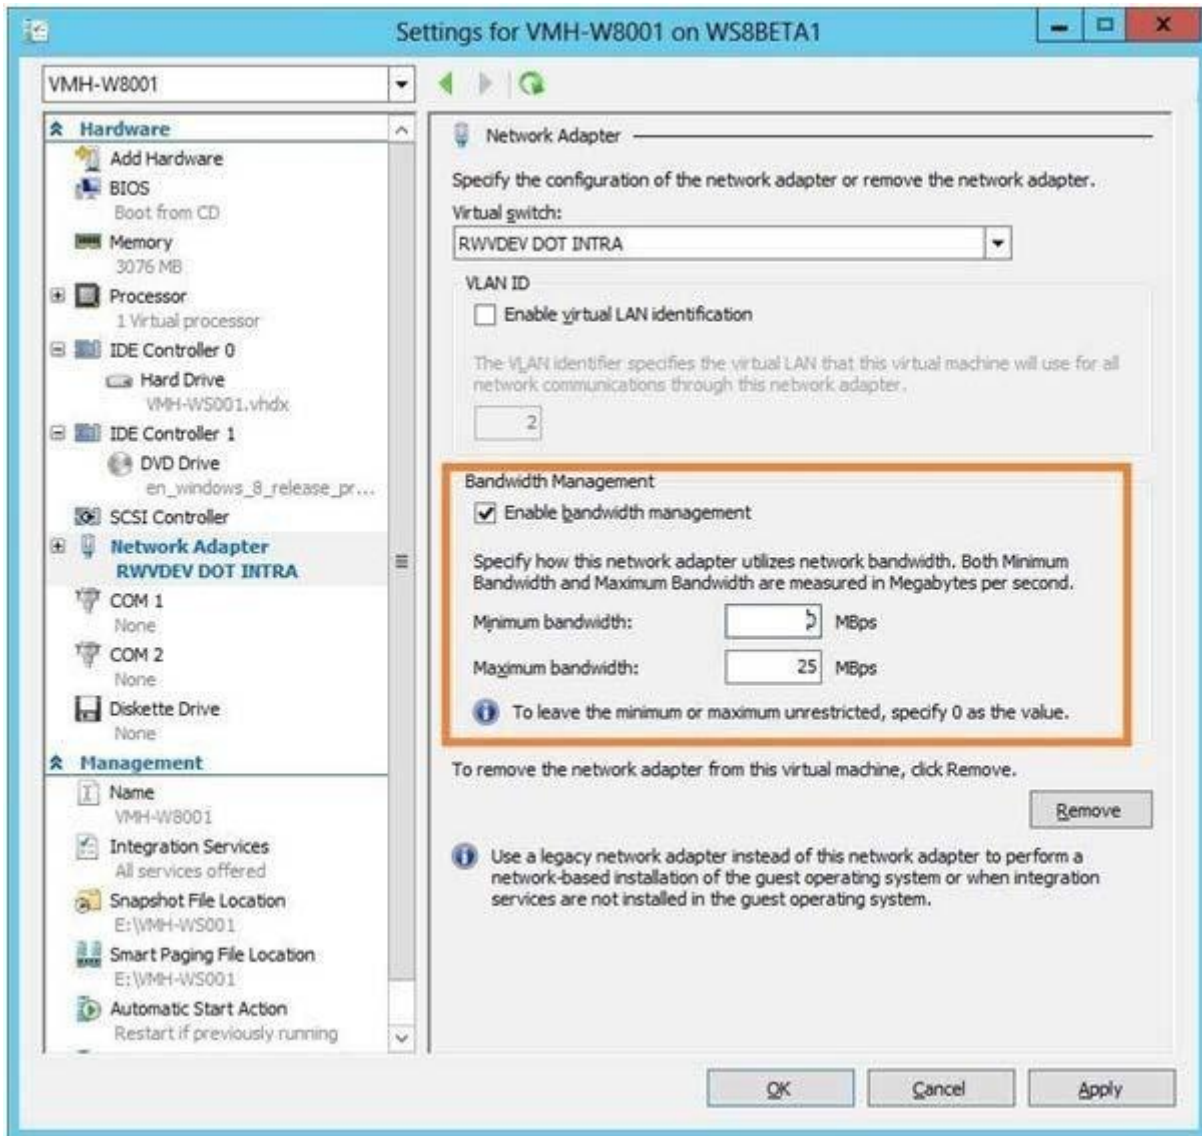 Settings for VMH-W8001 on WS8BETA1
VMH-W8001
Hardware
Add Hardware
BIOS
Boot from CD
Memory
3076 MB
Processor
1 Virtual processor
IDE Controller 0
Hard Drive
VMH-WS001.vhdx
IDE Controller 1
DVD Drive
en_windows_8_release_pr...
SCSI Controller
Network Adapter
RWVDEV DOT INTRA
COM 1
None
COM 2
None
Diskette Drive
None
Management
Name
VMH-W8001
Integration Services
All services offered
Snapshot File Location
E:\VMH-WS001
Smart Paging File Location
E:\VMH-WS001
Automatic Start Action
Restart if previously running
Network Adapter
Specify the configuration of the network adapter or remove the network adapter.
Virtual switch:
RWVDEV DOT INTRA
VLAN ID
Enable virtual LAN identification
The VLAN identifier specifies the virtual LAN that this virtual machine will use for all
network communications through this network adapter.
2
Bandwidth Management
Enable bandwidth management
Specify how this network adapter utilizes network bandwidth. Both Minimum
Bandwidth and Maximum Bandwidth are measured in Megabytes per second.
Minimum bandwidth: MBps
Maximum bandwidth: 25 MBps
To leave the minimum or maximum unrestricted, specify 0 as the value.
To remove the network adapter from this virtual machine, click Remove.
Remove
Use a legacy network adapter instead of this network adapter to perform a
network-based installation of the guest operating system or when integration
services are not installed in the guest operating system.
OK Cancel Apply